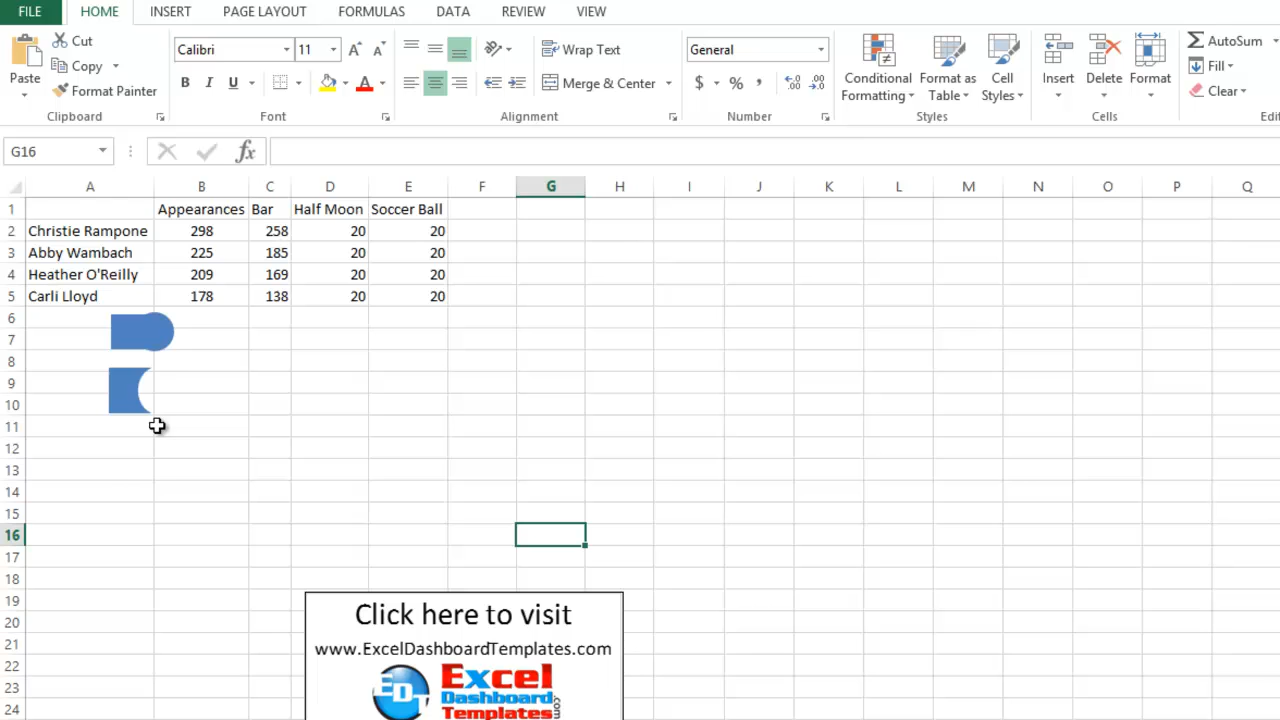 FILE HOME INSERT PAGE LAYOUT FORMULAS DATA REVIEW VIEW
Cut
Calibri 11
Wrap Text
General
AutoSum
Copy
Fill
Paste
Format Painter
B I U
Merge & Center
$ % ,
Conditional Formatting
Format as Table
Cell Styles
Insert
Delete
Format
Clear
Clipboard Font Alignment Number Styles Cells
G16
fx
A B C D E F G H I J K L M N O P Q
1 Appearances Bar Half Moon Soccer Ball
2 Christie Rampone 298 258 20 20
3 Abby Wambach 225 185 20 20
4 Heather O'Reilly 209 169 20 20
5 Carli Lloyd 178 138 20 20
6
7
8
9
10
11
12
13
14
15
16
17
18
19
20
21
22
23
24
Click here to visit
www.ExcelDashboardTemplates.com
EDT
Excel
Dashboard
Templates
.com